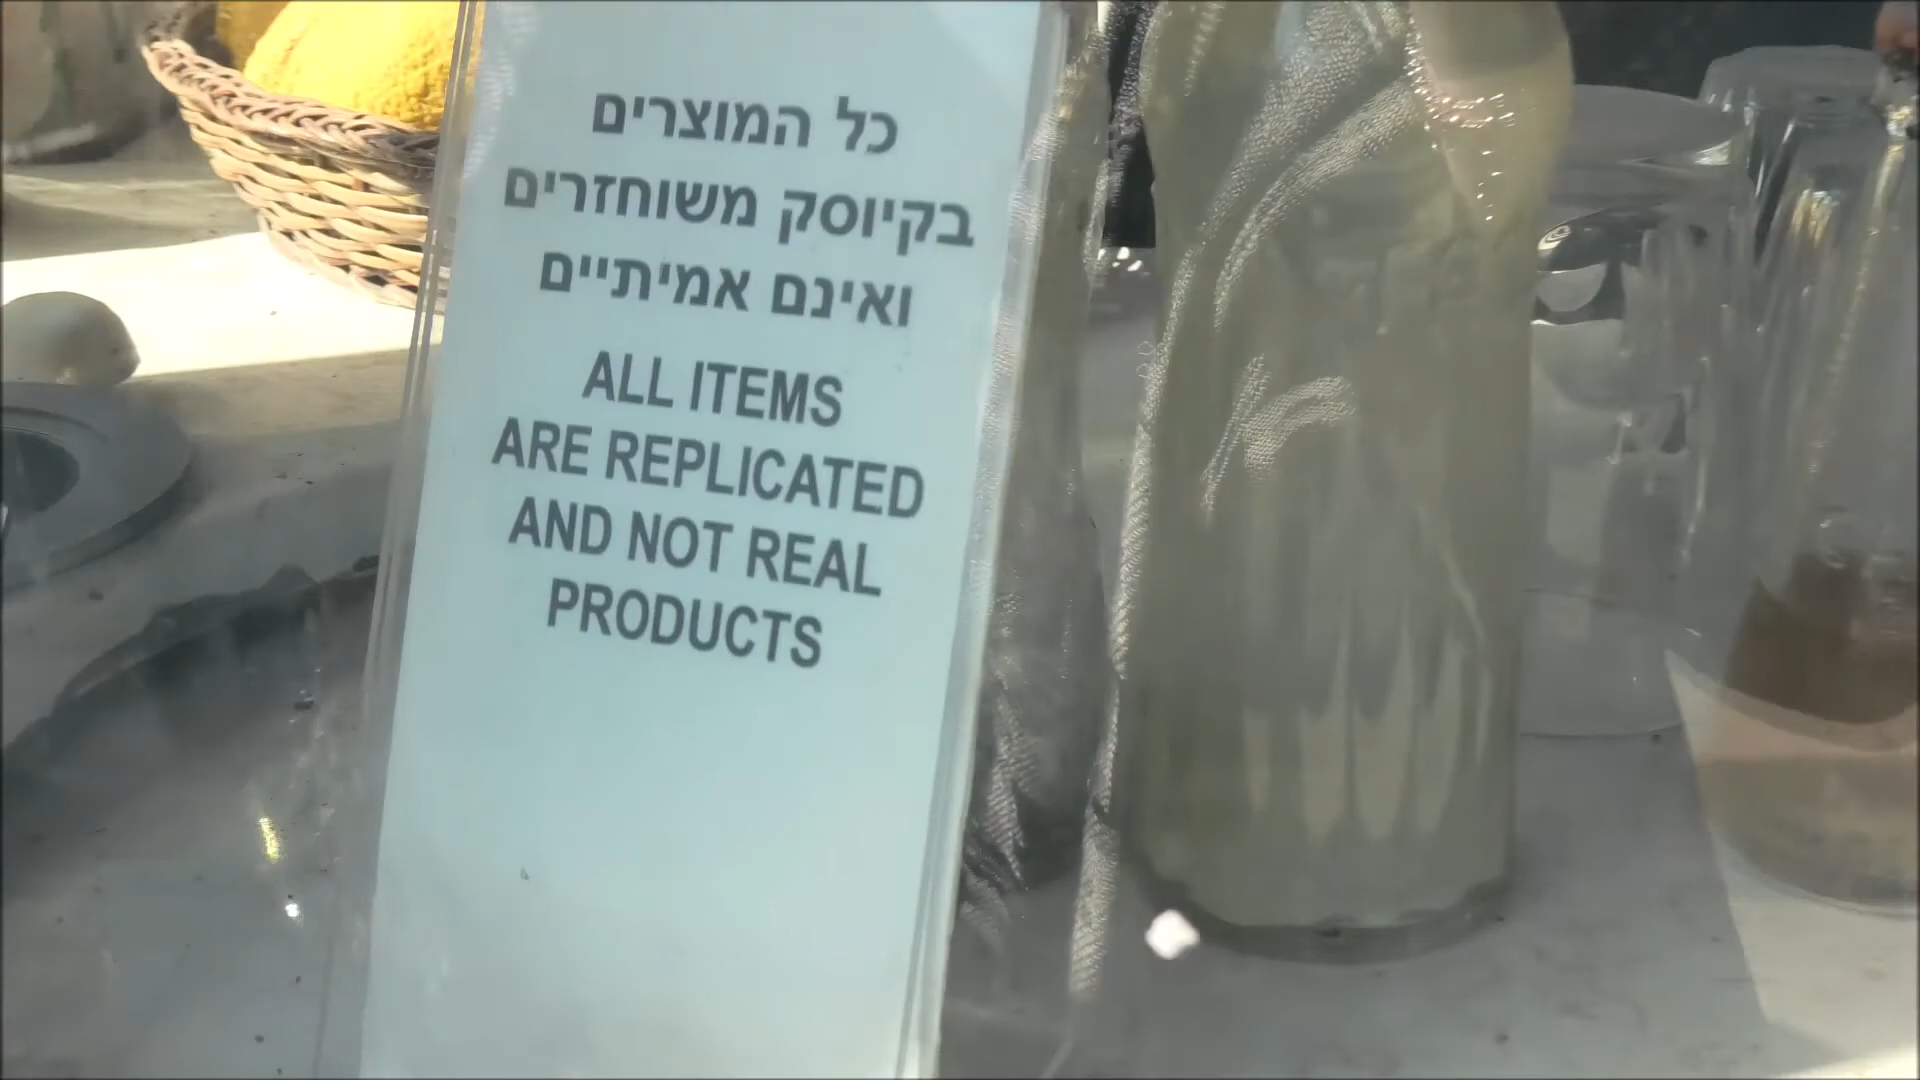 כל המוצרים
בקיוסק משוחזרים
ואינם אמיתיים
ALL ITEMS
ARE REPLICATED
AND NOT REAL
PRODUCTS